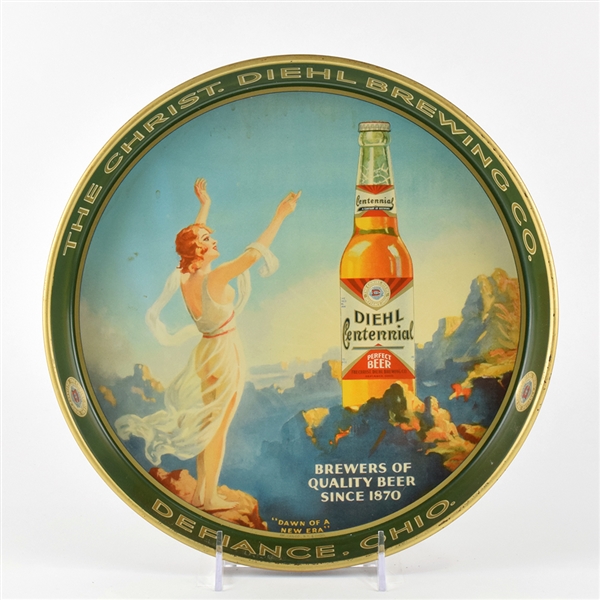 THE CHRIST. DIEHL BREWING CO.
Centennial
DIEHL
Centennial
PERFECT
BEER
BREWERS OF
QUALITY BEER
SINCE 1870
"DAWN OF A
NEW ERA"
DEFIANCE, OHIO.